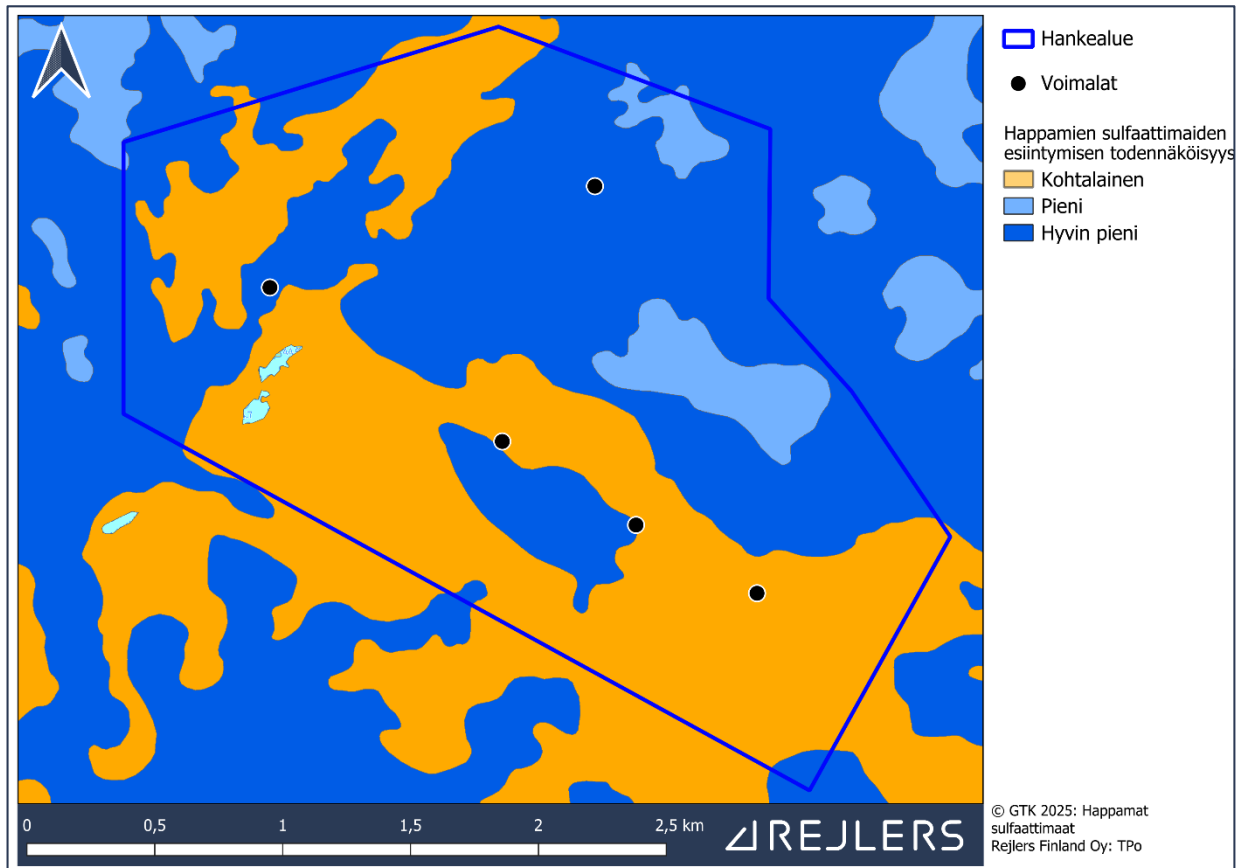 Hankealue
Voimalat
Happamien sulfaattimaiden
esiintymisen todennäköisyys
Kohtalainen
Pieni
Hyvin pieni
0 0,5 1 1,5 2 2,5 km
REJLERS
© GTK 2025: Happamat
sulfaattimaat
Rejlers Finland Oy: TPo